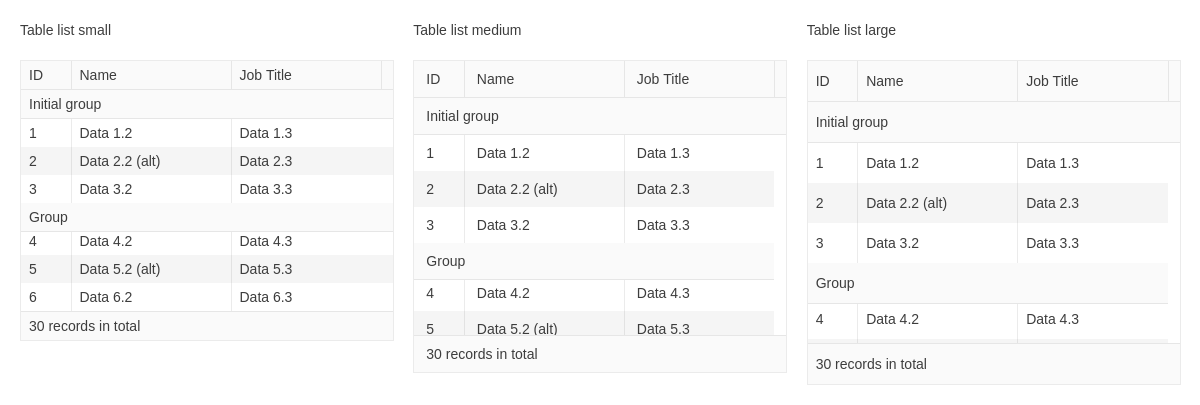 Table list small
ID Name Job Title
Initial group
1 Data 1.2 Data 1.3
2 Data 2.2 (alt) Data 2.3
3 Data 3.2 Data 3.3
Group
4 Data 4.2 Data 4.3
5 Data 5.2 (alt) Data 5.3
6 Data 6.2 Data 6.3
30 records in total
Table list medium
ID Name Job Title
Initial group
1 Data 1.2 Data 1.3
2 Data 2.2 (alt) Data 2.3
3 Data 3.2 Data 3.3
Group
4 Data 4.2 Data 4.3
5 Data 5.2 (alt) Data 5.3
30 records in total
Table list large
ID Name Job Title
Initial group
1 Data 1.2 Data 1.3
2 Data 2.2 (alt) Data 2.3
3 Data 3.2 Data 3.3
Group
4 Data 4.2 Data 4.3
30 records in total